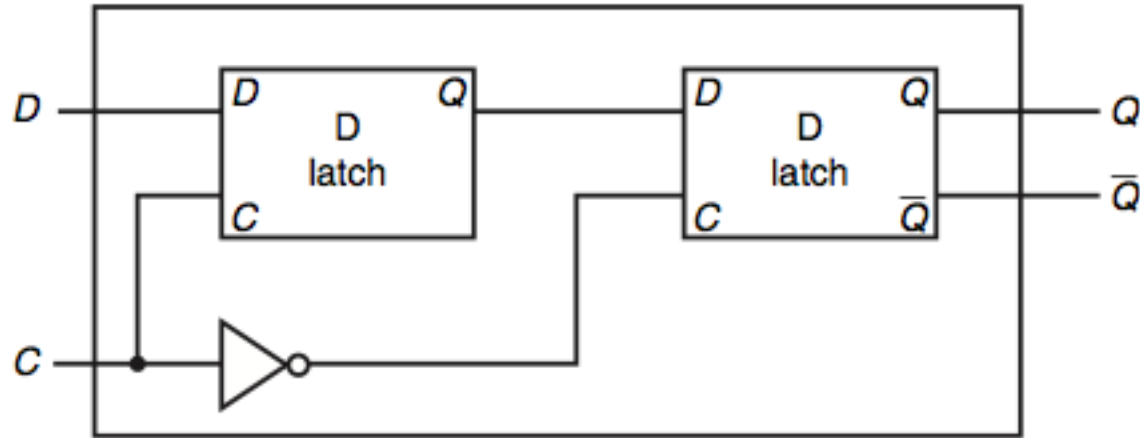 D Q D Q
D D Q
latch latch Q̅
C C Q̅
C